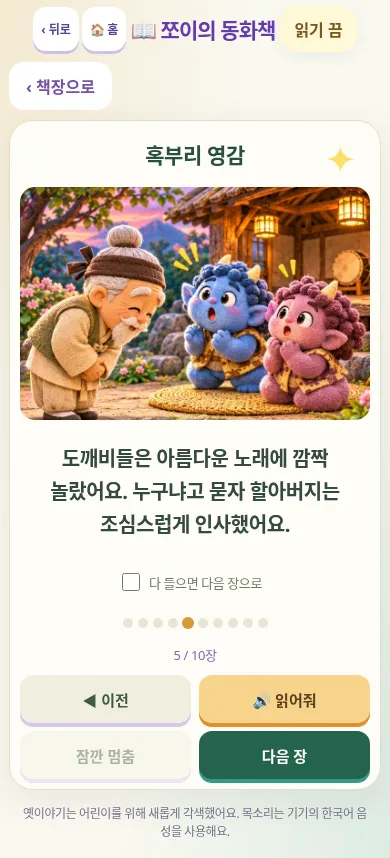 ‹ 뒤로
🏠 홈
📖 쪼이의 동화책
읽기 끝
‹ 책장으로
혹부리 영감
도깨비들은 아름다운 노래에 깜짝
놀랐어요. 누구냐고 묻자 할아버지는
조심스럽게 인사했어요.
다 들으면 다음 장으로
5 / 10장
◀ 이전
🔊 읽어줘
잠깐 멈춤
다음 장
옛이야기는 어린이를 위해 새롭게 각색했어요. 목소리는 기기의 한국어 음
성을 사용해요.